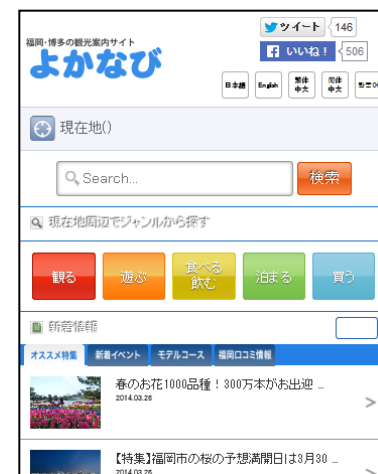 ツイート 146
福岡・博多の観光案内サイト
よかなび
いいね！ 506
日本語 English 繁体中文 简体中文
現在地()
Search... 検索
現在地周辺でジャンルから探す
観る 遊ぶ 食べる 飲む 泊まる 買う
新着情報
オススメ特集 新着イベント モデルコース 福岡口コミ情報
春のお花1000品種！300万本がお出迎 ...
2014.03.26
【特集】福岡市の桜の予想満開日は3月30 ...
2014.03.26